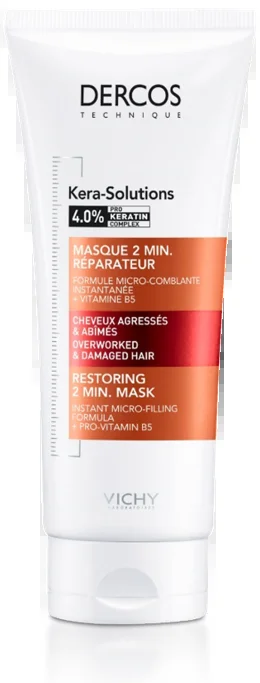 DERCOS
TECHNIQUE
Kera-Solutions
4.0% PRO KERATIN COMPLEX
MASQUE 2 MIN.
RÉPARATEUR
FORMULE MICRO-COMBLANTE
INSTANTANÉE
+ VITAMINE B5
CHEVEUX AGRESSÉS
& ABÎMÉS
OVERWORKED
& DAMAGED HAIR
RESTORING
2 MIN. MASK
INSTANT MICRO-FILLING
FORMULA
+ PRO-VITAMIN B5
VICHY
LABORATOIRES